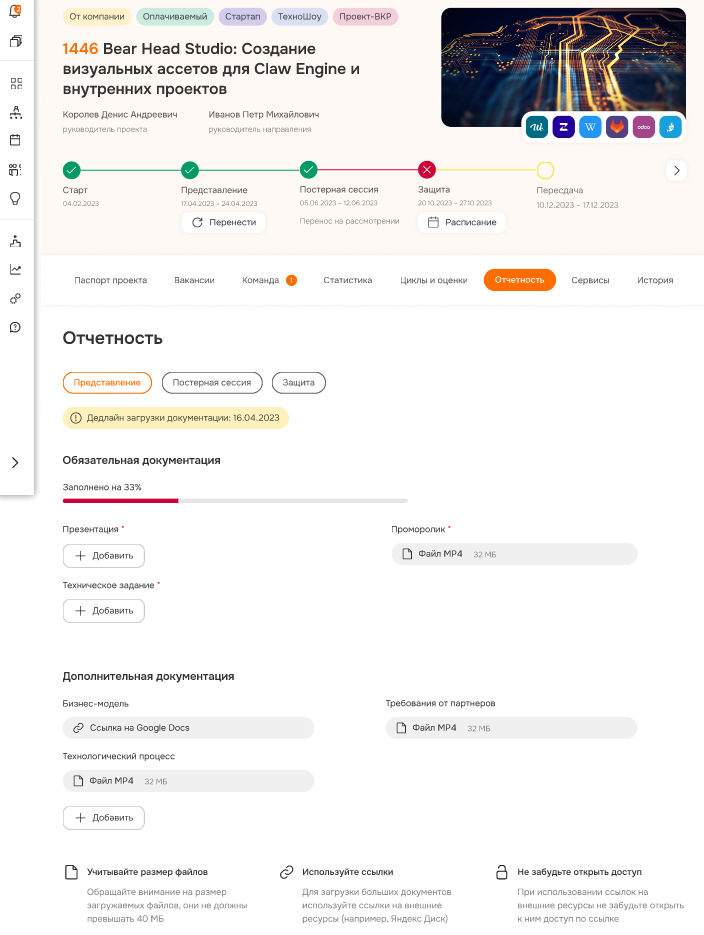 От компании Оплачиваемый Стартап ТехноШоу Проект-ВКР
1446 Bear Head Studio: Создание
визуальных ассетов для Claw Engine и
внутренних проектов
Королев Денис Андреевич Иванов Петр Михайлович
руководитель проекта руководитель направления
odoo
Старт Представление Постерная сессия Защита Пересдача
04.02.2023 17.04.2023 – 24.04.2023 05.06.2023 – 12.06.2023 20.10.2023 – 27.10.2023 10.12.2023 – 17.12.2023
Перенести Перенос на рассмотрении Расписание
Паспорт проекта Вакансии Команда ! Статистика Циклы и оценки Отчетность Сервисы История
Отчетность
Представление Постерная сессия Защита
Дедлайн загрузки документации: 16.04.2023
Обязательная документация
Заполнено на 33%
Презентация * Проморолик *
+ Добавить Файл MP4 32 МБ
Техническое задание *
+ Добавить
Дополнительная документация
Бизнес-модель Требования от партнеров
Ссылка на Google Docs Файл MP4 32 МБ
Технологический процесс
Файл MP4 32 МБ
+ Добавить
Учитывайте размер файлов Используйте ссылки Не забудьте открыть доступ
Обращайте внимание на размер Для загрузки больших документов При использовании ссылок на
загружаемых файлов, они не должны используйте ссылки на внешние внешние ресурсы не забудьте открыть
превышать 40 МБ ресурсы (например, Яндекс Диск) к ним доступ по ссылке